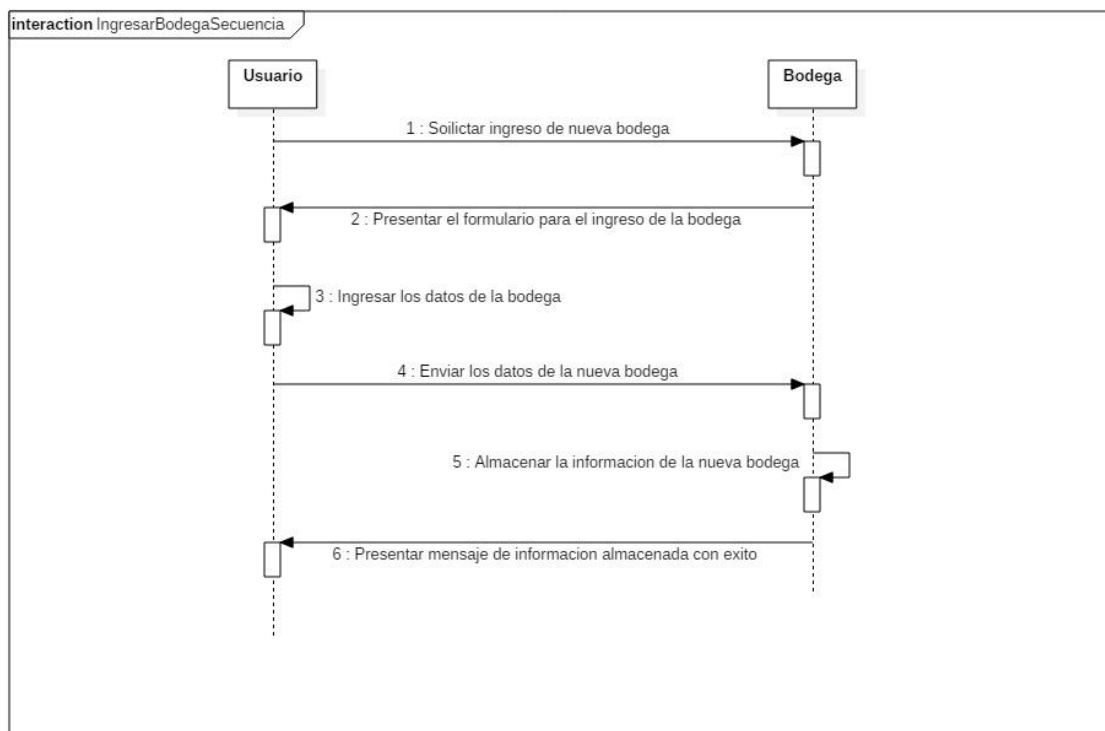 interaction IngresarBodegaSecuencia
Usuario
Bodega
1 : Soilictar ingreso de nueva bodega
2 : Presentar el formulario para el ingreso de la bodega
3 : Ingresar los datos de la bodega
4 : Enviar los datos de la nueva bodega
5 : Almacenar la informacion de la nueva bodega
6 : Presentar mensaje de informacion almacenada con exito